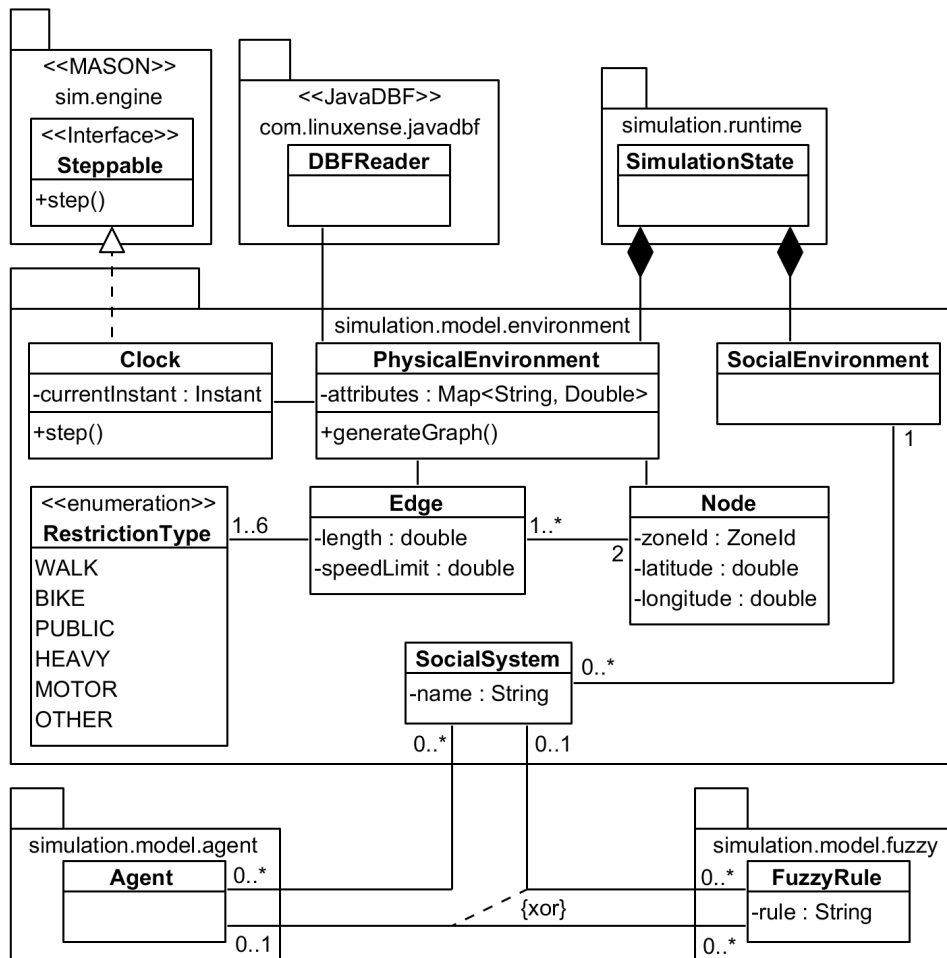 <<MASON>>
sim.engine
<<Interface>>
Steppable
+step()
<<JavaDBF>>
com.linuxense.javadbf
DBFReader
simulation.runtime
SimulationState
simulation.model.environment
Clock
-currentInstant : Instant
+step()
PhysicalEnvironment
-attributes : Map<String, Double>
+generateGraph()
SocialEnvironment
1
<<enumeration>>
RestrictionType
WALK
BIKE
PUBLIC
HEAVY
MOTOR
OTHER
1..6
Edge
-length : double
-speedLimit : double
1..*
2
Node
-zoneId : ZoneId
-latitude : double
-longitude : double
SocialSystem
-name : String
0..*
0..*
0..1
simulation.model.agent
Agent
0..*
0..1
{xor}
simulation.model.fuzzy
FuzzyRule
-rule : String
0..*
0..*